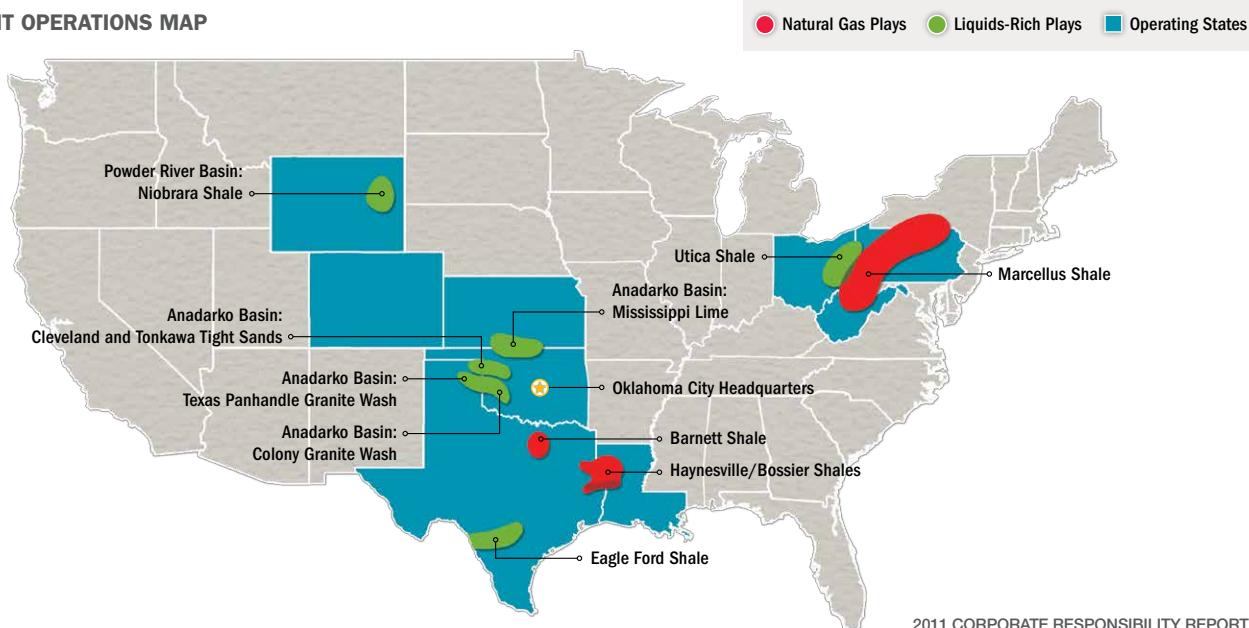 OPERATIONS MAP
Natural Gas Plays
Liquids-Rich Plays
Operating States
Powder River Basin:
Niobrara Shale
Utica Shale
Marcellus Shale
Anadarko Basin:
Mississippi Lime
Anadarko Basin:
Cleveland and Tonkawa Tight Sands
Anadarko Basin:
Texas Panhandle Granite Wash
Oklahoma City Headquarters
Anadarko Basin:
Colony Granite Wash
Barnett Shale
Haynesville/Bossier Shales
Eagle Ford Shale
2011 CORPORATE RESPONSIBILITY REPORT